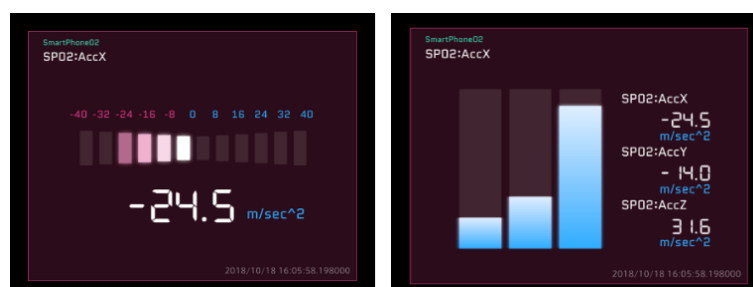 SmartPhone02
SP02:AccX
-40 -32 -24 -16 -8 0 8 16 24 32 40
-24.5 m/sec^2
2018/10/18 16:05:58.198000
SmartPhone02
SP02:AccX
SP02:AccX
-24.5
m/sec^2
SP02:AccY
-14.0
m/sec^2
SP02:AccZ
31.6
m/sec^2
2018/10/18 16:05:58.198000